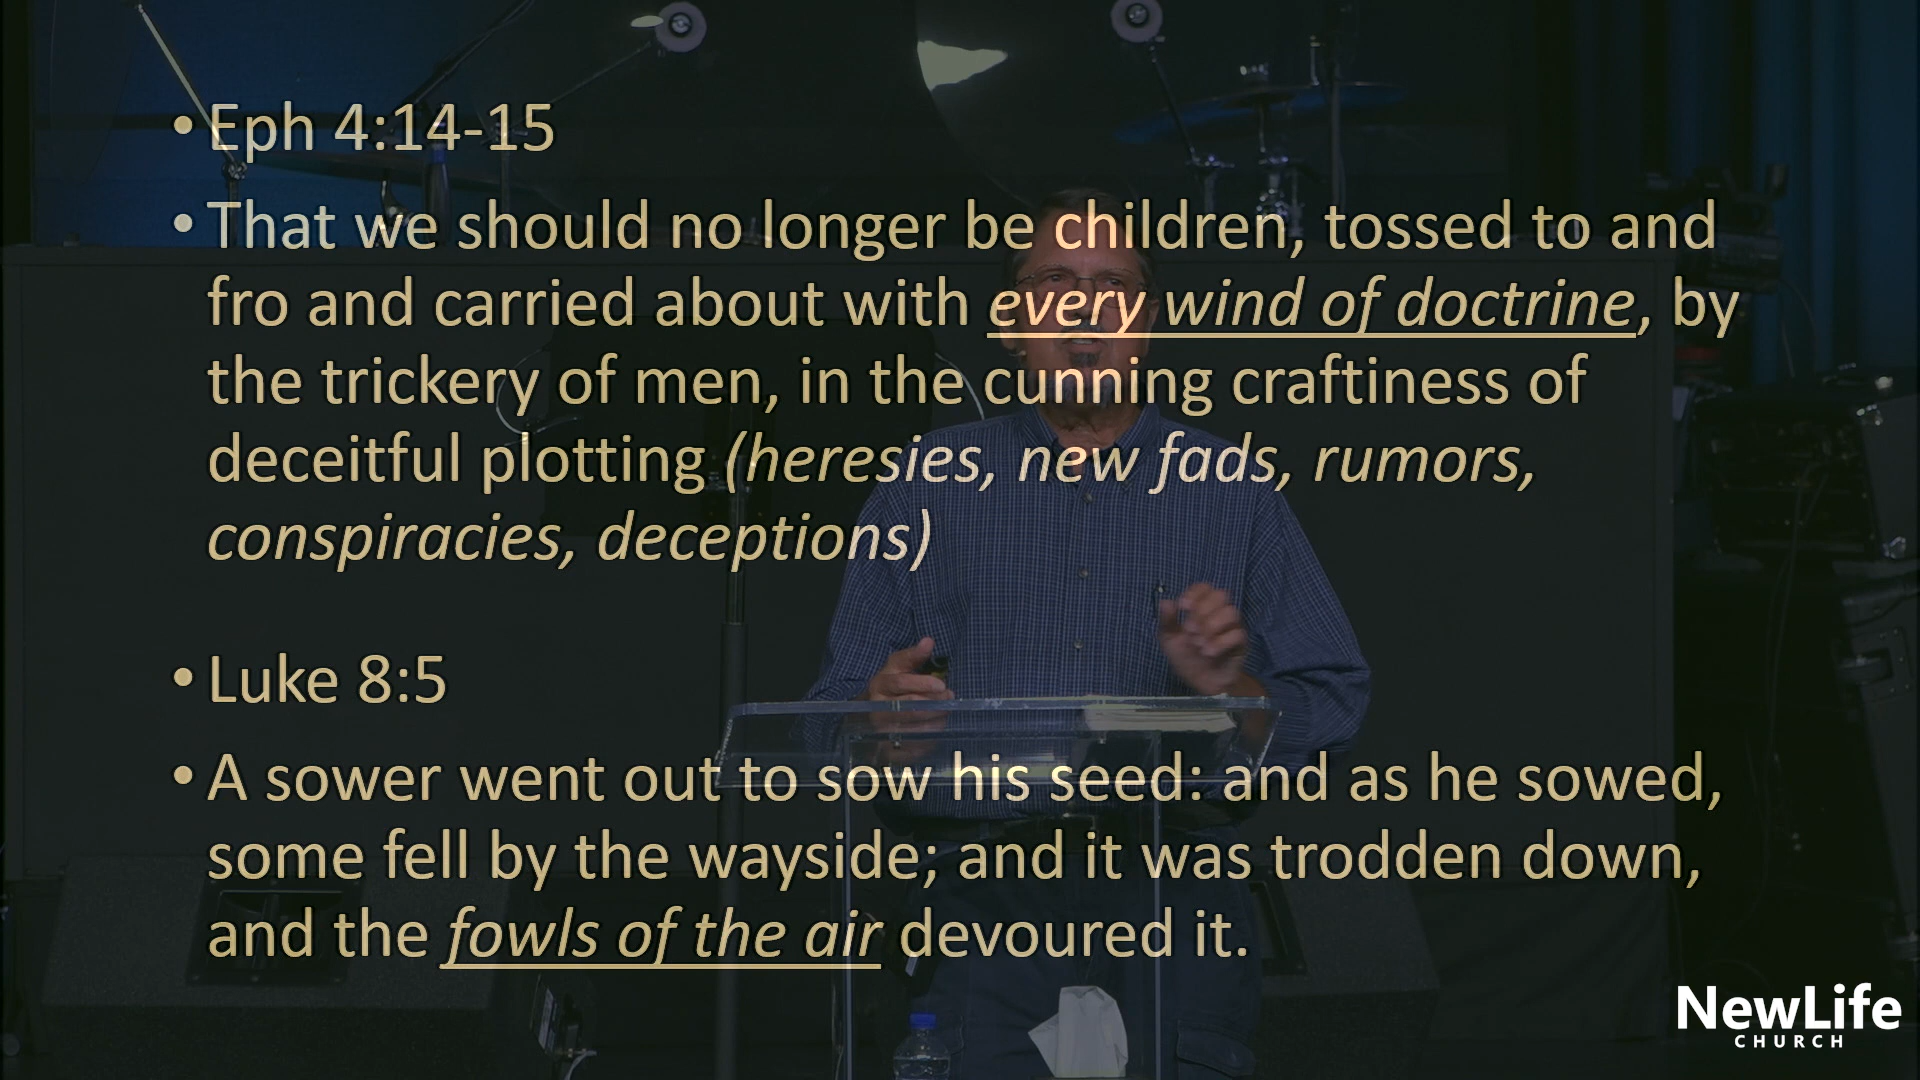 • Eph 4:14-15
• That we should no longer be children, tossed to and
fro and carried about with every wind of doctrine, by
the trickery of men, in the cunning craftiness of
deceitful plotting (heresies, new fads, rumors,
conspiracies, deceptions)
• Luke 8:5
• A sower went out to sow his seed: and as he sowed,
some fell by the wayside; and it was trodden down,
and the fowls of the air devoured it.
NewLife
CHURCH